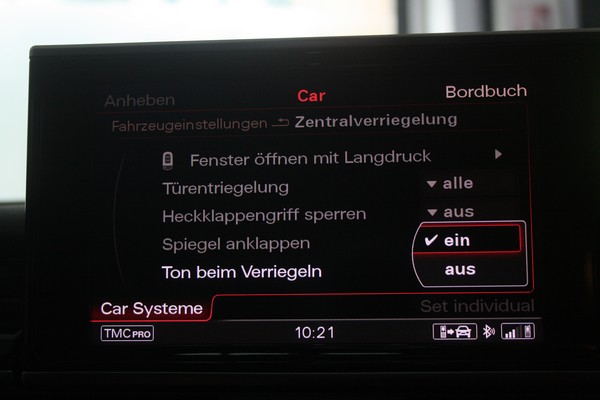 Anheben Car Bordbuch
Fahrzeugeinstellungen Zentralverriegelung
Fenster öffnen mit Langdruck
Türentriegelung alle
Heckklappengriff sperren aus
Spiegel anklappen ein
Ton beim Verriegeln aus
Car Systeme Set individual
TMC PRO 10:21